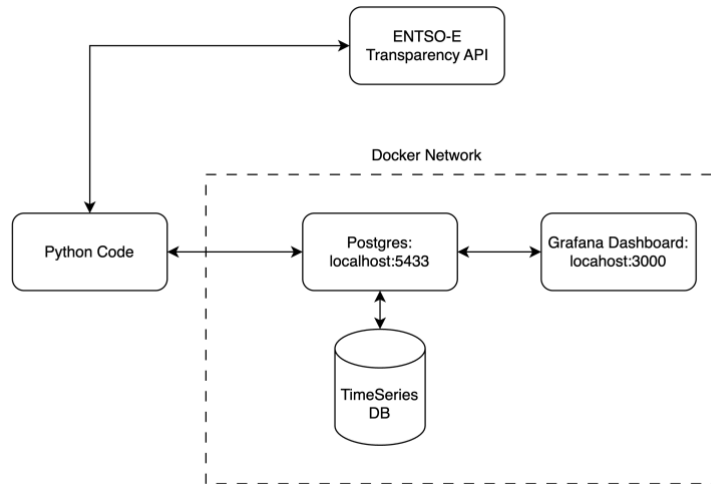 ENTSO-E
Transparency API
Docker Network
Python Code
Postgres:
localhost:5433
Grafana Dashboard:
locahost:3000
TimeSeries
DB